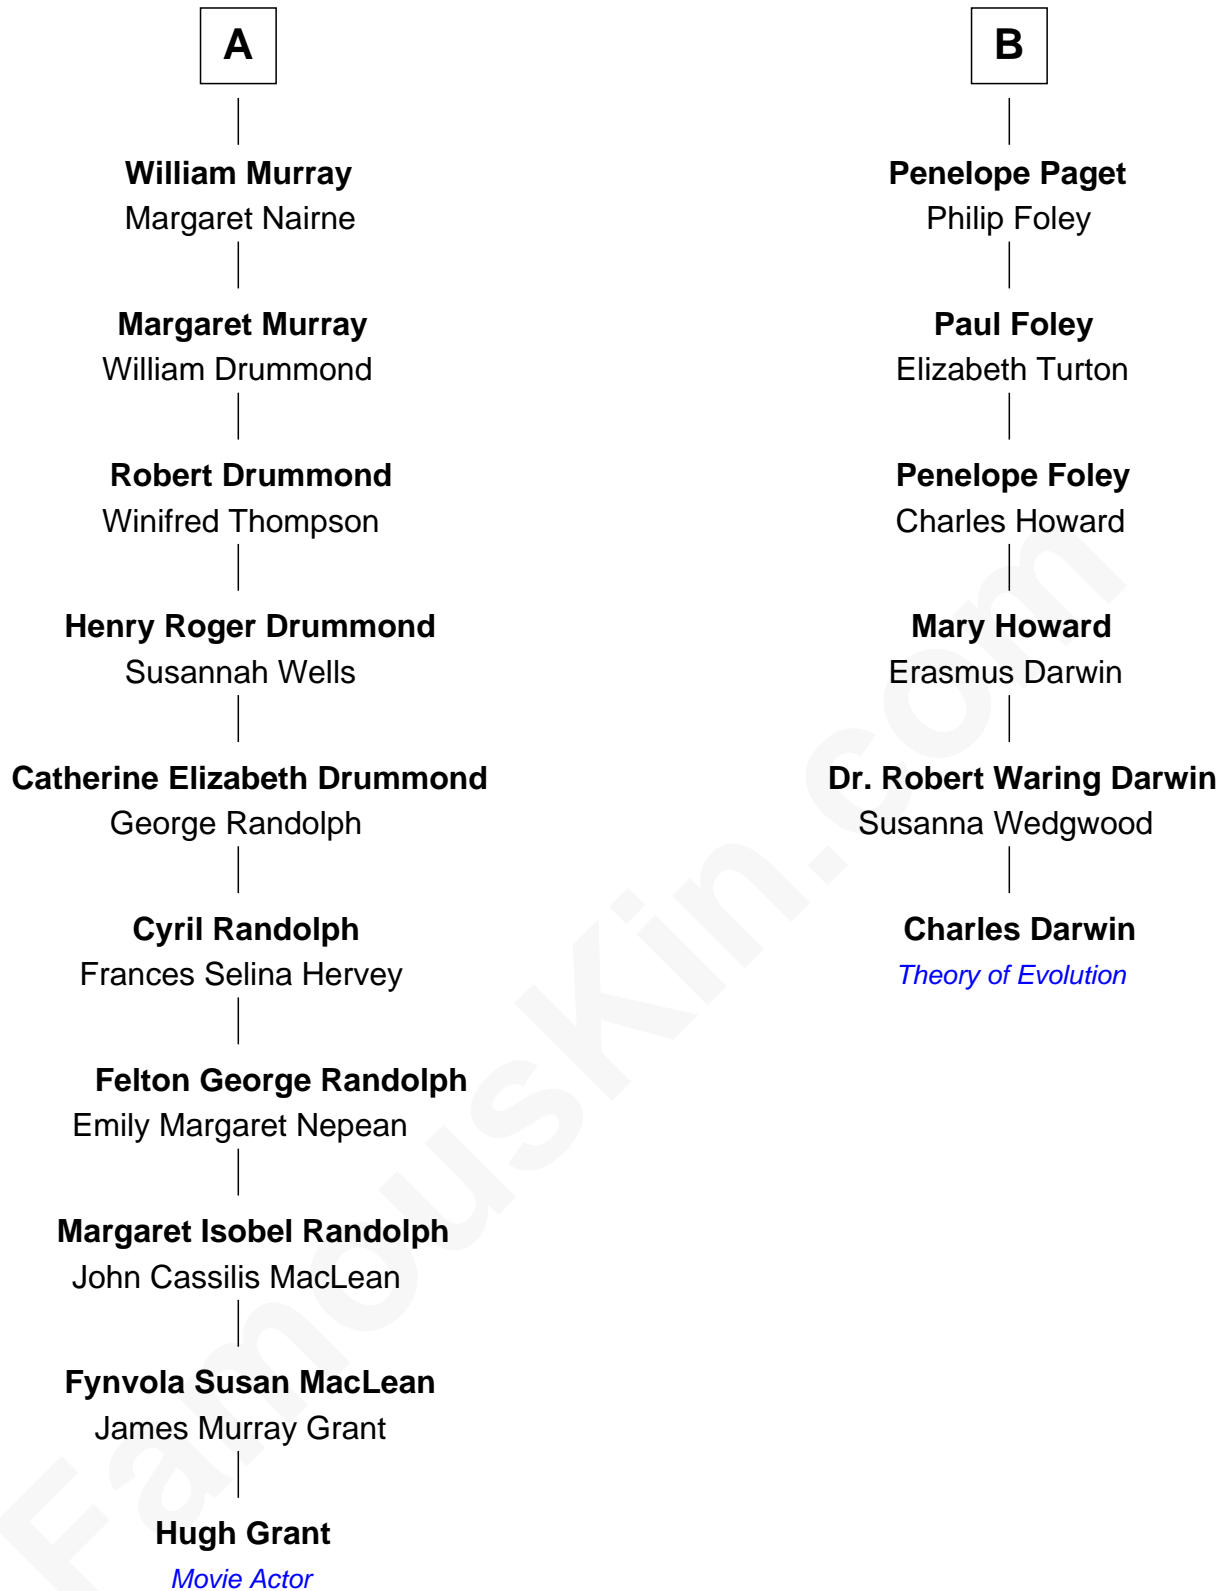 A
William Murray
Margaret Nairne
Margaret Murray
William Drummond
Robert Drummond
Winifred Thompson
Henry Roger Drummond
Susannah Wells
Catherine Elizabeth Drummond
George Randolph
Cyril Randolph
Frances Selina Hervey
Felton George Randolph
Emily Margaret Nepean
Margaret Isobel Randolph
John Cassilis MacLean
Fynvola Susan MacLean
James Murray Grant
Hugh Grant
Movie Actor
B
Penelope Paget
Philip Foley
Paul Foley
Elizabeth Turton
Penelope Foley
Charles Howard
Mary Howard
Erasmus Darwin
Dr. Robert Waring Darwin
Susanna Wedgwood
Charles Darwin
Theory of Evolution
FamousKin.com